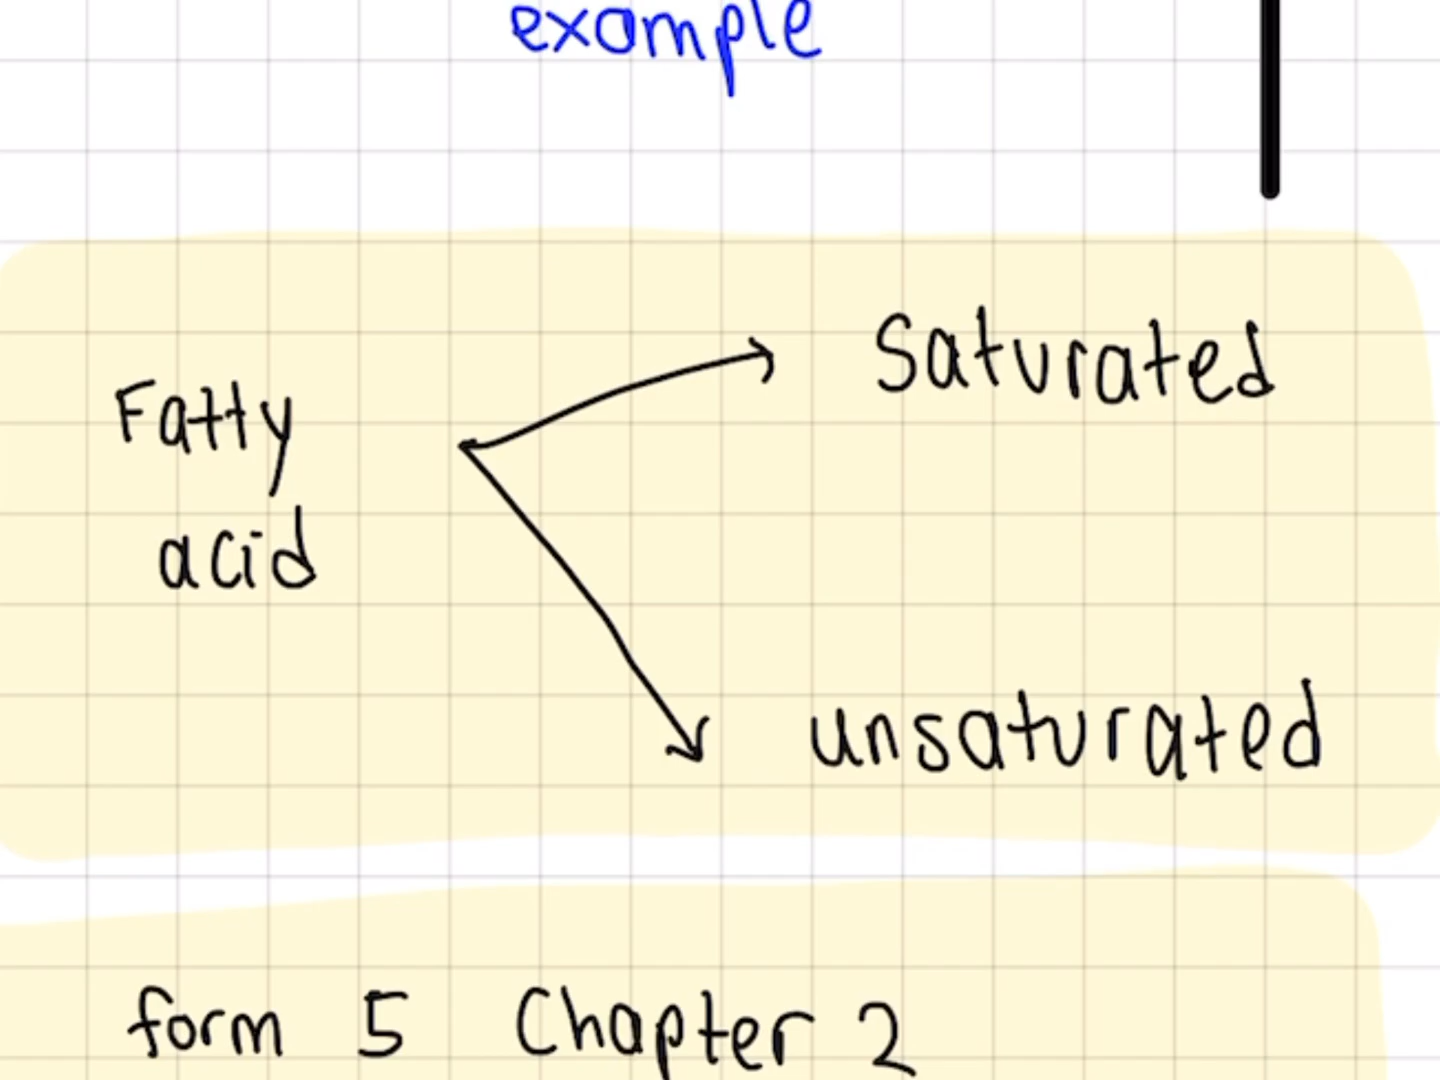 example
Saturated
Fatty
acid
unsaturated
form 5 Chapter 2